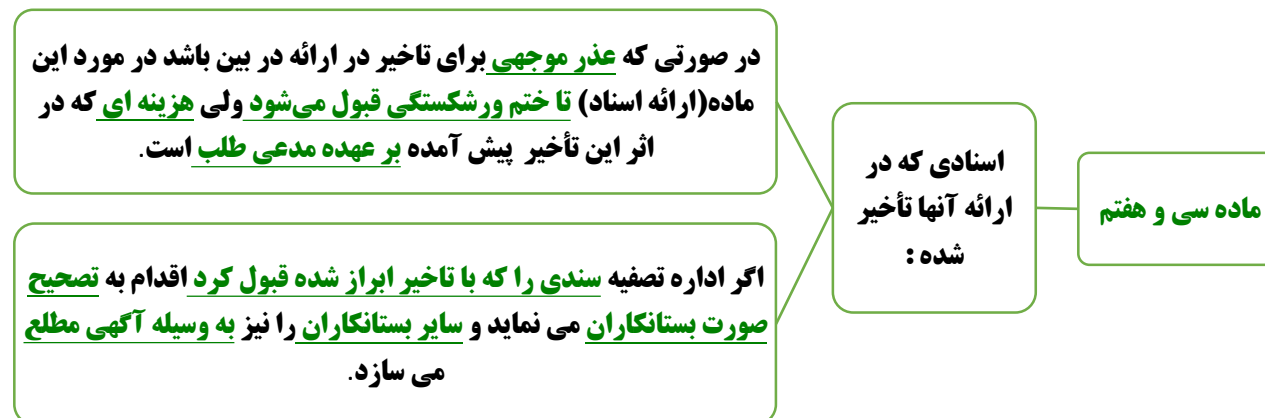 ماده سی و هفتم
اسنادی که در
ارائه آنها تأخیر
شده :
در صورتی که عذر موجهی برای تاخیر در ارائه در بین باشد در مورد این
ماده(ارائه اسناد) تا ختم ورشکستگی قبول می‌شود ولی هزینه ای که در
اثر این تأخیر پیش آمده بر عهده مدعی طلب است.
اگر اداره تصفیه سندی را که با تاخیر ابراز شده قبول کرد اقدام به تصحیح
صورت بستانکاران می نماید و سایر بستانکاران را نیز به وسیله آگهی مطلع
می سازد.